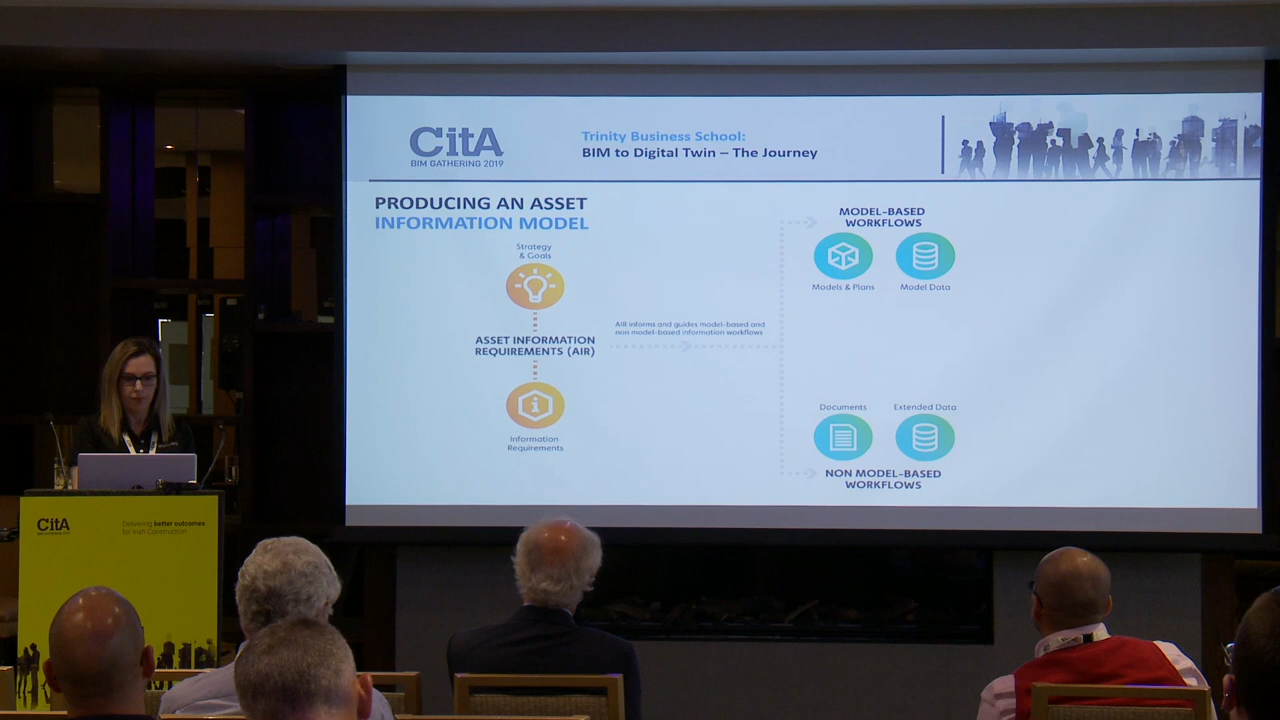 CitA
BIM GATHERING 2019
Trinity Business School:
BIM to Digital Twin – The Journey
PRODUCING AN ASSET
INFORMATION MODEL
Strategy
& Goals
ASSET INFORMATION
REQUIREMENTS (AIR)
Information
Requirements
AIR informs and guides model-based and
non model-based information workflows
MODEL-BASED
WORKFLOWS
Models & Plans
Model Data
Documents
Extended Data
NON MODEL-BASED
WORKFLOWS
CitA
BIM GATHERING 2019
Delivering better outcomes
for Irish Construction